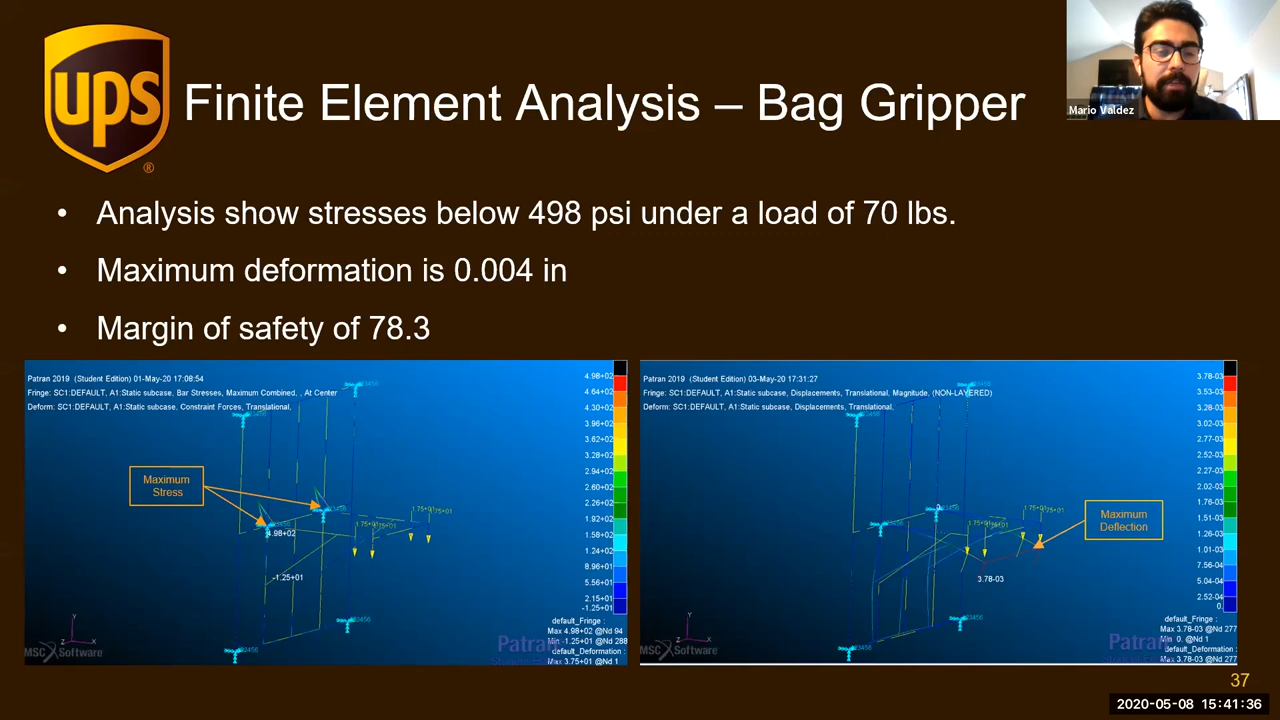 ups
®
Finite Element Analysis – Bag Gripper
Mario Valdez
• Analysis show stresses below 498 psi under a load of 70 lbs.
• Maximum deformation is 0.004 in
• Margin of safety of 78.3
Patran 2019 (Student Edition) 01-May-20 17:08:54
Fringe: SC1:DEFAULT, A1:Static subcase, Bar Stresses, Maximum Combined, , At Center
Deform: SC1:DEFAULT, A1:Static subcase, Constraint Forces, Translational,
Maximum
Stress
4.98+02
-1.25+01
4.98+02
4.64+02
4.30+02
3.96+02
3.62+02
3.28+02
2.94+02
2.60+02
2.26+02
1.92+02
1.58+02
1.24+02
8.96+01
5.56+01
2.15+01
-1.25+01
default_Fringe :
Max 4.98+02 @Nd 94
Min -1.25+01 @Nd 288
default_Deformation :
Max 3.75+01 @Nd
Y
Z X
MSC Software
Patran
Patran 2019 (Student Edition) 03-May-20 17:31:27
Fringe: SC1:DEFAULT, A1:Static subcase, Displacements, Translational, Magnitude, (NON-LAYERED)
Deform: SC1:DEFAULT, A1:Static subcase, Displacements, Translational,
Maximum
Deflection
3.78-03
3.78-03
3.53-03
3.28-03
3.02-03
2.77-03
2.52-03
2.27-03
2.02-03
1.76-03
1.51-03
1.26-03
1.01-03
7.56-04
5.04-04
2.52-04
0.
default_Fringe :
Max 3.78-03 @Nd 277
Min 0. @Nd 1
default_Deformation :
Max 3.78-03 @Nd 277
Y
Z X
MSC Software
Patran
37
2020-05-08 15:41:36